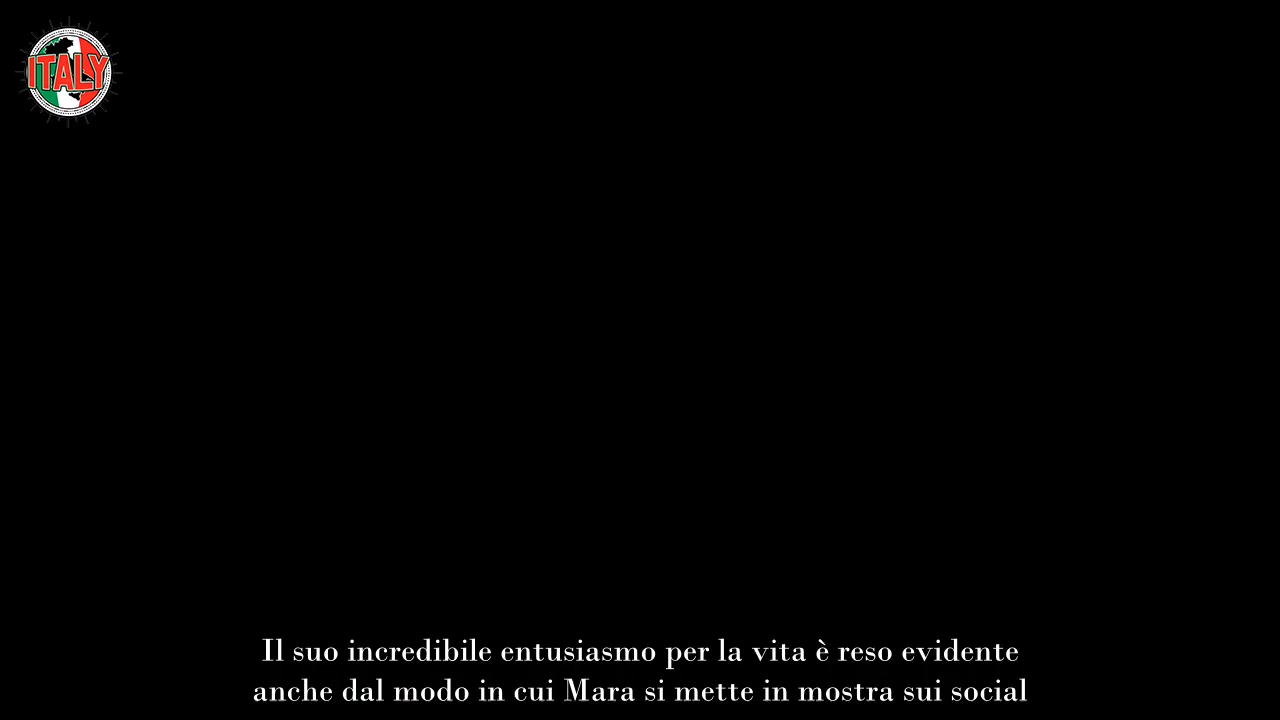 ITALY
Il suo incredibile entusiasmo per la vita è reso evidente
anche dal modo in cui Mara si mette in mostra sui social